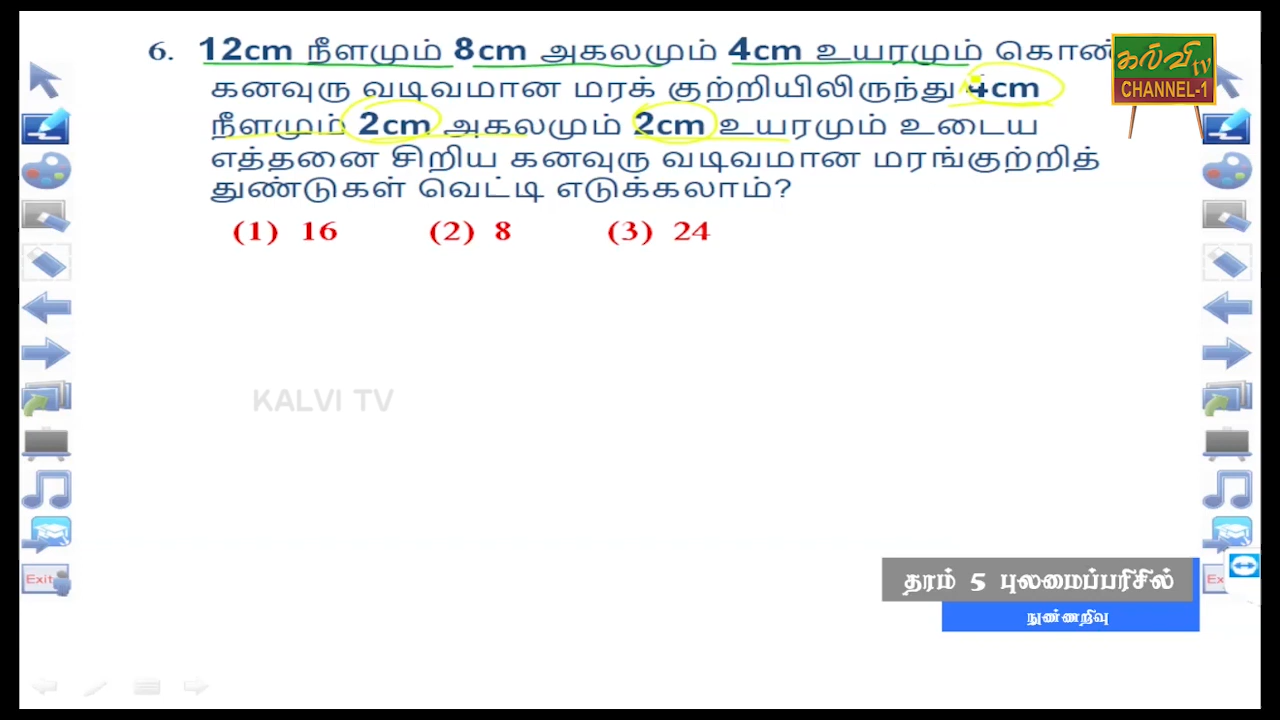 6. 12cm நீளமும் 8cm அகலமும் 4cm உயரமும் கொண்
கனவுரு வடிவமான மரக் குற்றியிலிருந்து 4cm
நீளமும் 2cm அகலமும் 2cm உயரமும் உடைய
எத்தனை சிறிய கனவுரு வடிவமான மரங்குற்றித்
துண்டுகள் வெட்டி எடுக்கலாம்?
(1) 16 (2) 8 (3) 24
கல்வி TV
CHANNEL-1
KALVI TV
Exit
Ex
தரம் 5 புலமைப்பரிசில்
நுண்ணறிவு